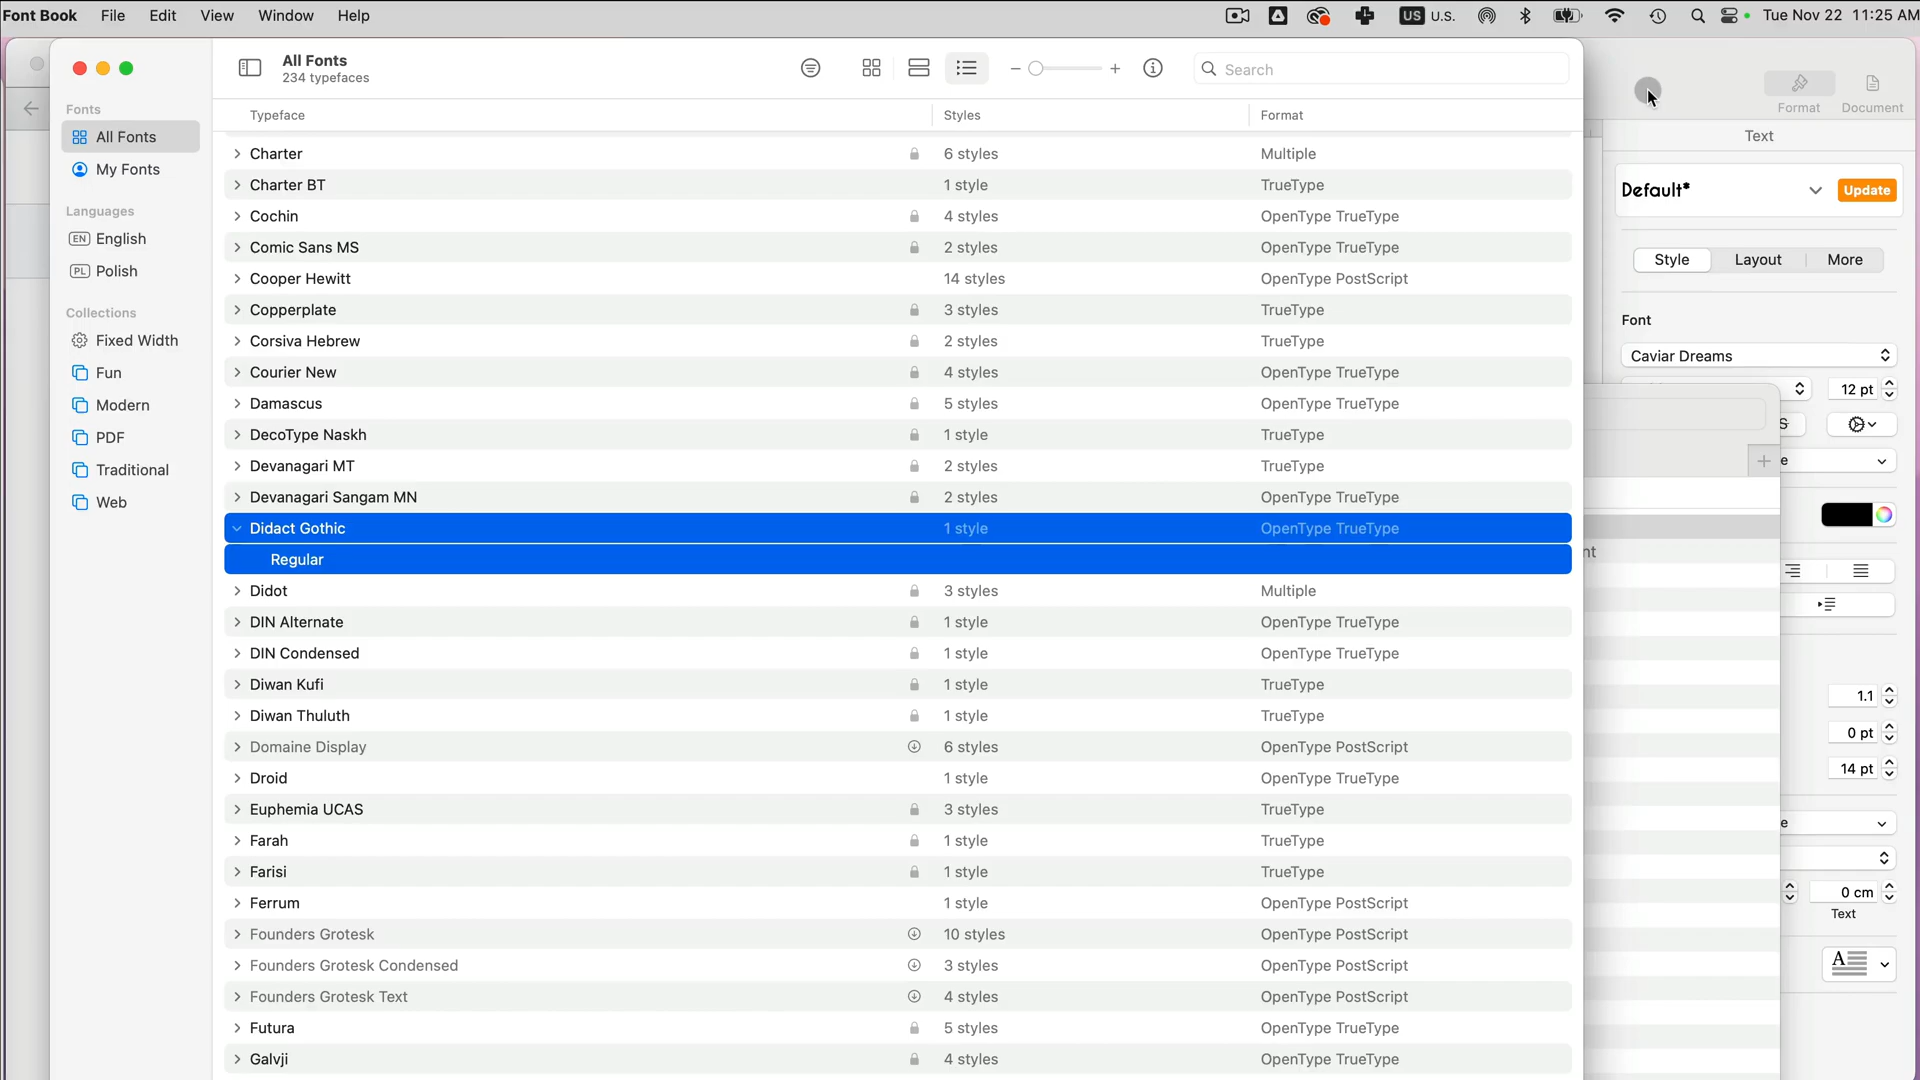 Font Book File Edit View Window Help US U.S. Tue Nov 22 11:25 AM
All Fonts
234 typefaces
Search
Fonts
All Fonts
My Fonts
Languages
EN English
PL Polish
Collections
Fixed Width
Fun
Modern
PDF
Traditional
Web
Typeface Styles Format
Charter 6 styles Multiple
Charter BT 1 style TrueType
Cochin 4 styles OpenType TrueType
Comic Sans MS 2 styles OpenType TrueType
Cooper Hewitt 14 styles OpenType PostScript
Copperplate 3 styles TrueType
Corsiva Hebrew 2 styles TrueType
Courier New 4 styles OpenType TrueType
Damascus 5 styles OpenType TrueType
DecoType Naskh 1 style TrueType
Devanagari MT 2 styles TrueType
Devanagari Sangam MN 2 styles OpenType TrueType
Didact Gothic 1 style OpenType TrueType
Regular
Didot 3 styles Multiple
DIN Alternate 1 style OpenType TrueType
DIN Condensed 1 style OpenType TrueType
Diwan Kufi 1 style TrueType
Diwan Thuluth 1 style TrueType
Domaine Display 6 styles OpenType PostScript
Droid 1 style OpenType TrueType
Euphemia UCAS 3 styles TrueType
Farah 1 style TrueType
Farisi 1 style TrueType
Ferrum 1 style OpenType PostScript
Founders Grotesk 10 styles OpenType PostScript
Founders Grotesk Condensed 3 styles OpenType PostScript
Founders Grotesk Text 4 styles OpenType PostScript
Futura 5 styles OpenType TrueType
Galvji 4 styles OpenType TrueType
Format Document
Text
Default* Update
Style Layout More
Font
Caviar Dreams
12 pt
S
e
nt
1.1
0 pt
14 pt
e
0 cm
Text
A